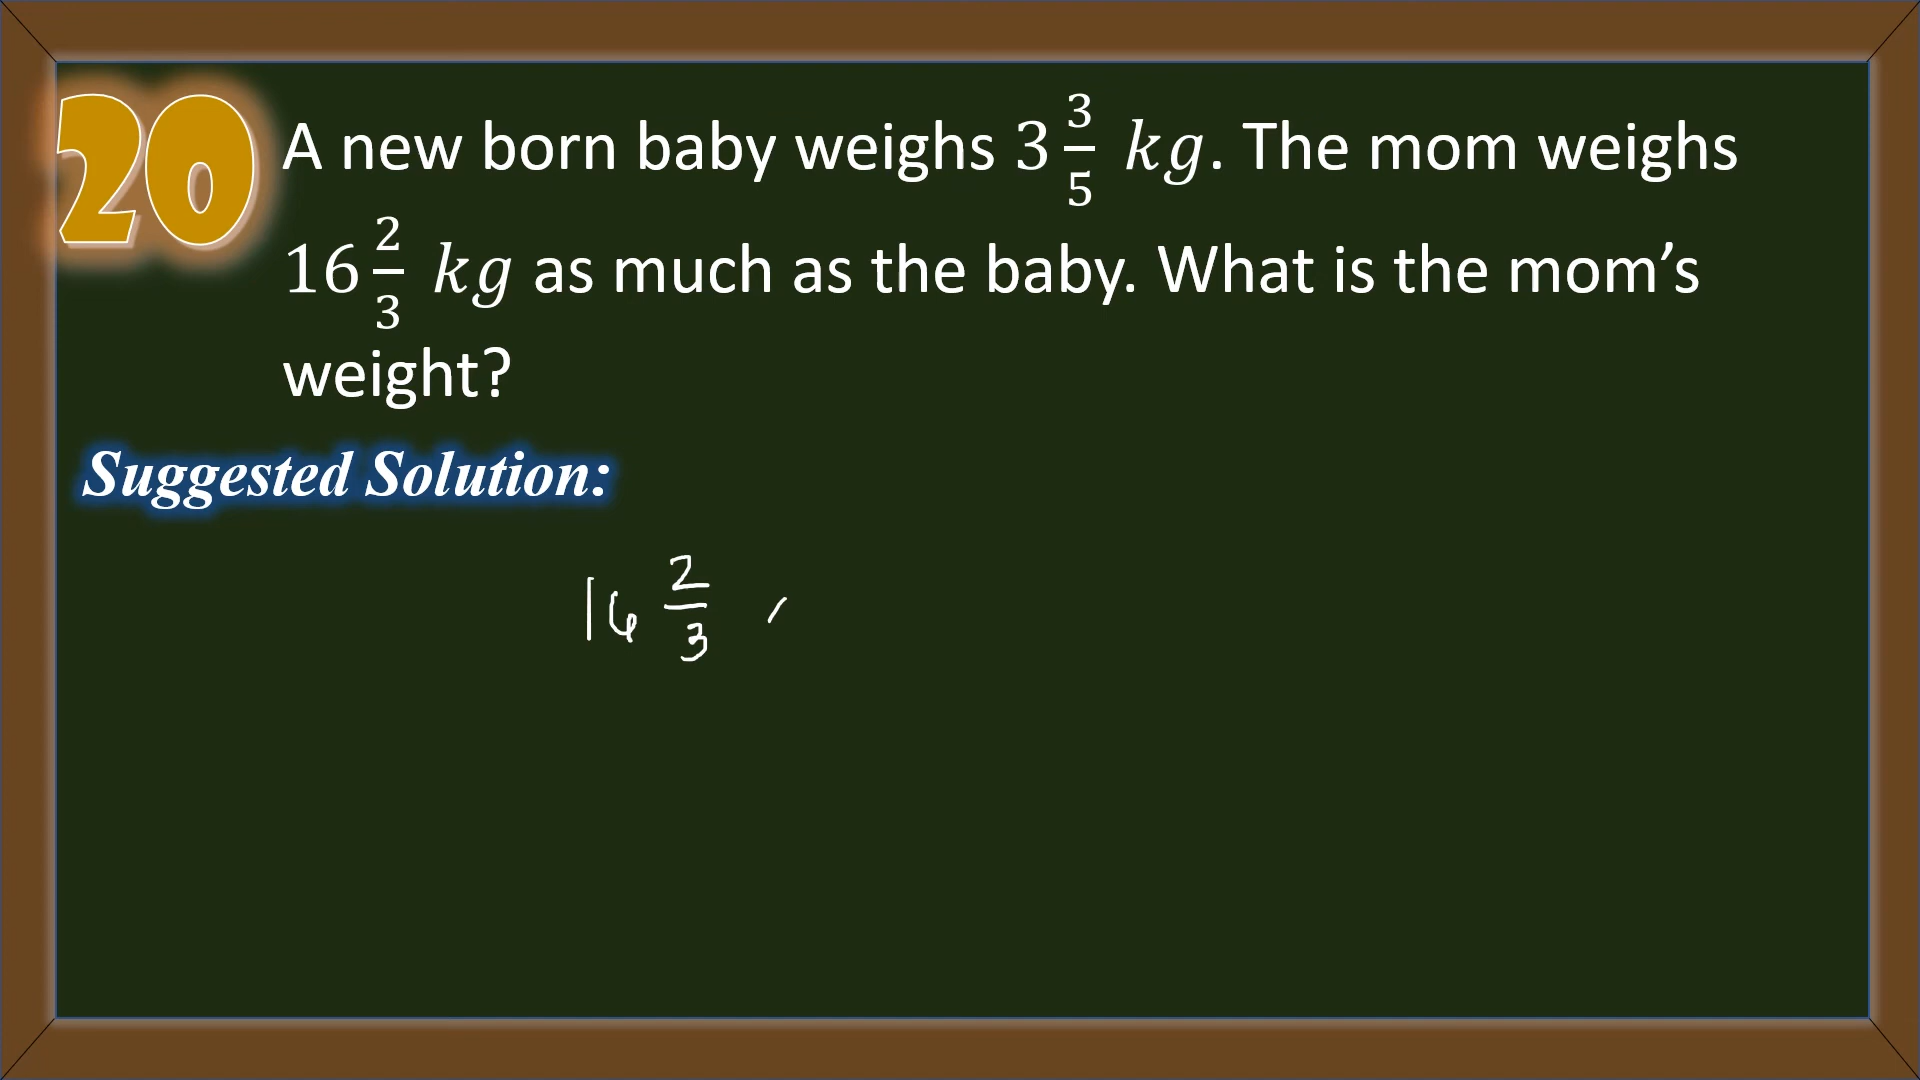 20 A new born baby weighs 3 3/5 kg. The mom weighs
16 2/3 kg as much as the baby. What is the mom’s
weight?
Suggested Solution:
16 2/3